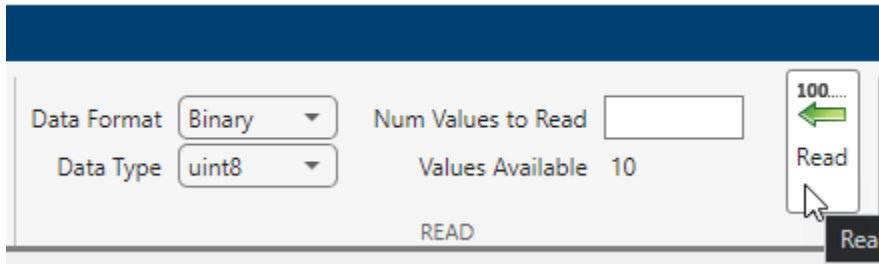 Data Format Binary Num Values to Read
100.....
Data Type uint8 Values Available 10
Read
READ